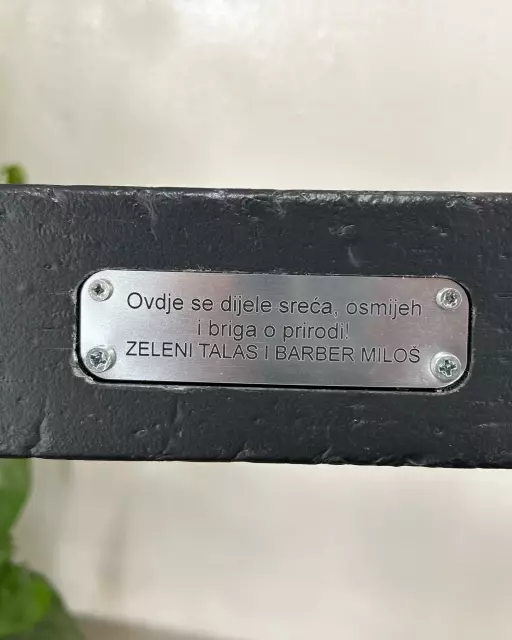 Ovdje se dijele sreća, osmijeh
i briga o prirodi!
ZELENI TALAS I BARBER MILOŠ